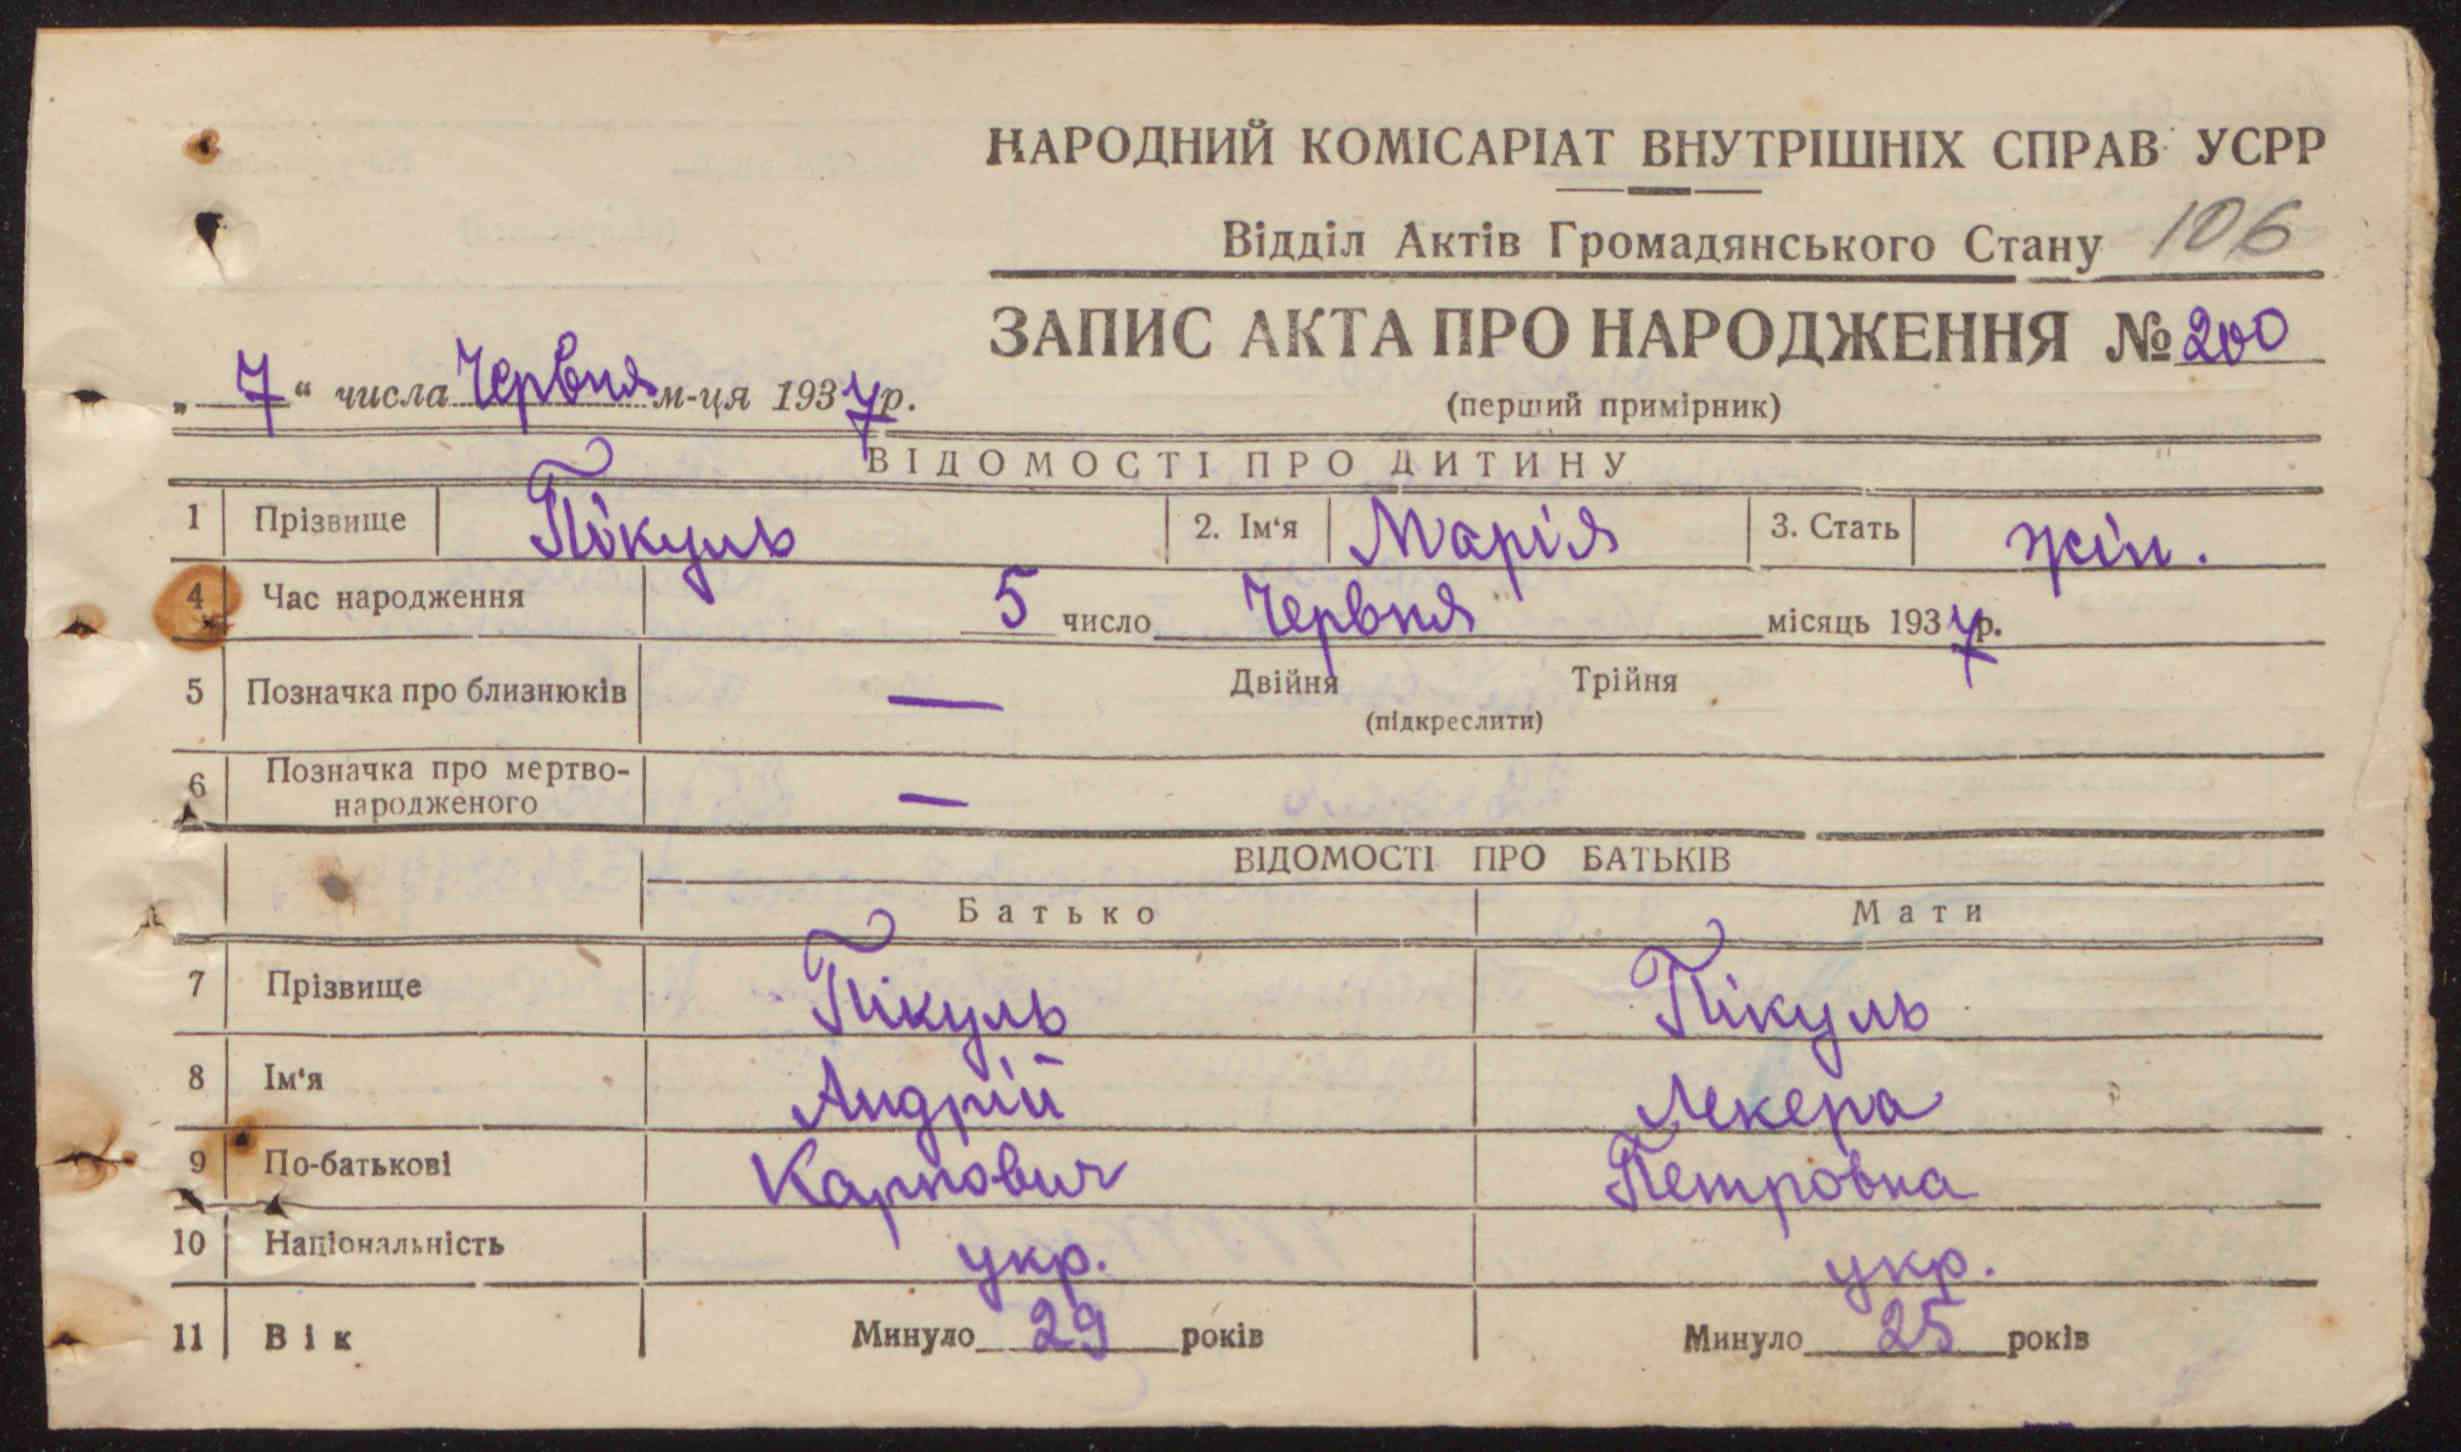 НАРОДНИЙ КОМІСАРІАТ ВНУТРІШНІХ СПРАВ УСРР
Відділ Актів Громадянського Стану 106
ЗАПИС АКТА ПРО НАРОДЖЕННЯ № 200
„7“ числа Червня м-ця 1937 р.
(перший примірник)
ВІДОМОСТІ ПРО ДИТИНУ
1 Прізвище Пікуль 2. Ім‘я Марія 3. Стать жін.
4 Час народження 5 число Червня місяць 1937 р.
5 Позначка про близнюків — Двійня Трійня
(підкреслити)
6 Позначка про мертво-
народженого —
ВІДОМОСТІ ПРО БАТЬКІВ
Батько Мати
7 Прізвище Пікуль Пікуль
8 Ім‘я Андрій Лекера
9 По-батькові Карпович Петровна
10 Національність укр. укр.
11 Вік Минуло 29 років Минуло 25 років